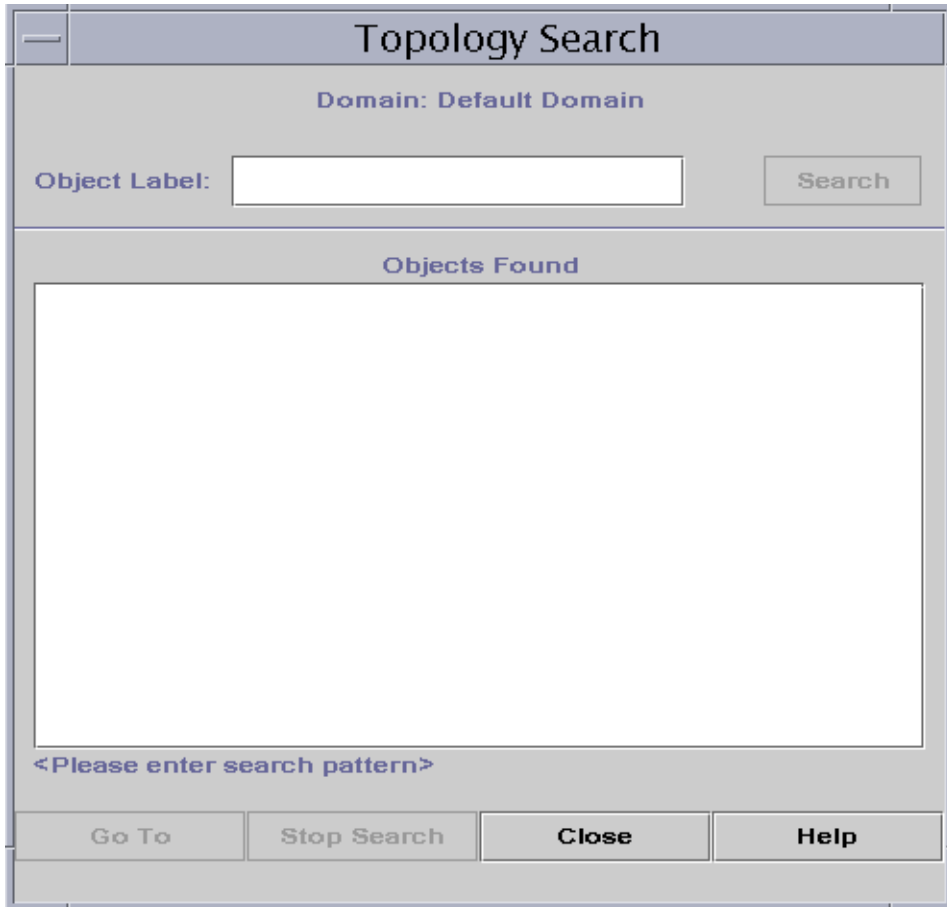 Topology Search
Domain: Default Domain
Object Label:
Search
Objects Found
<Please enter search pattern>
Go To
Stop Search
Close
Help